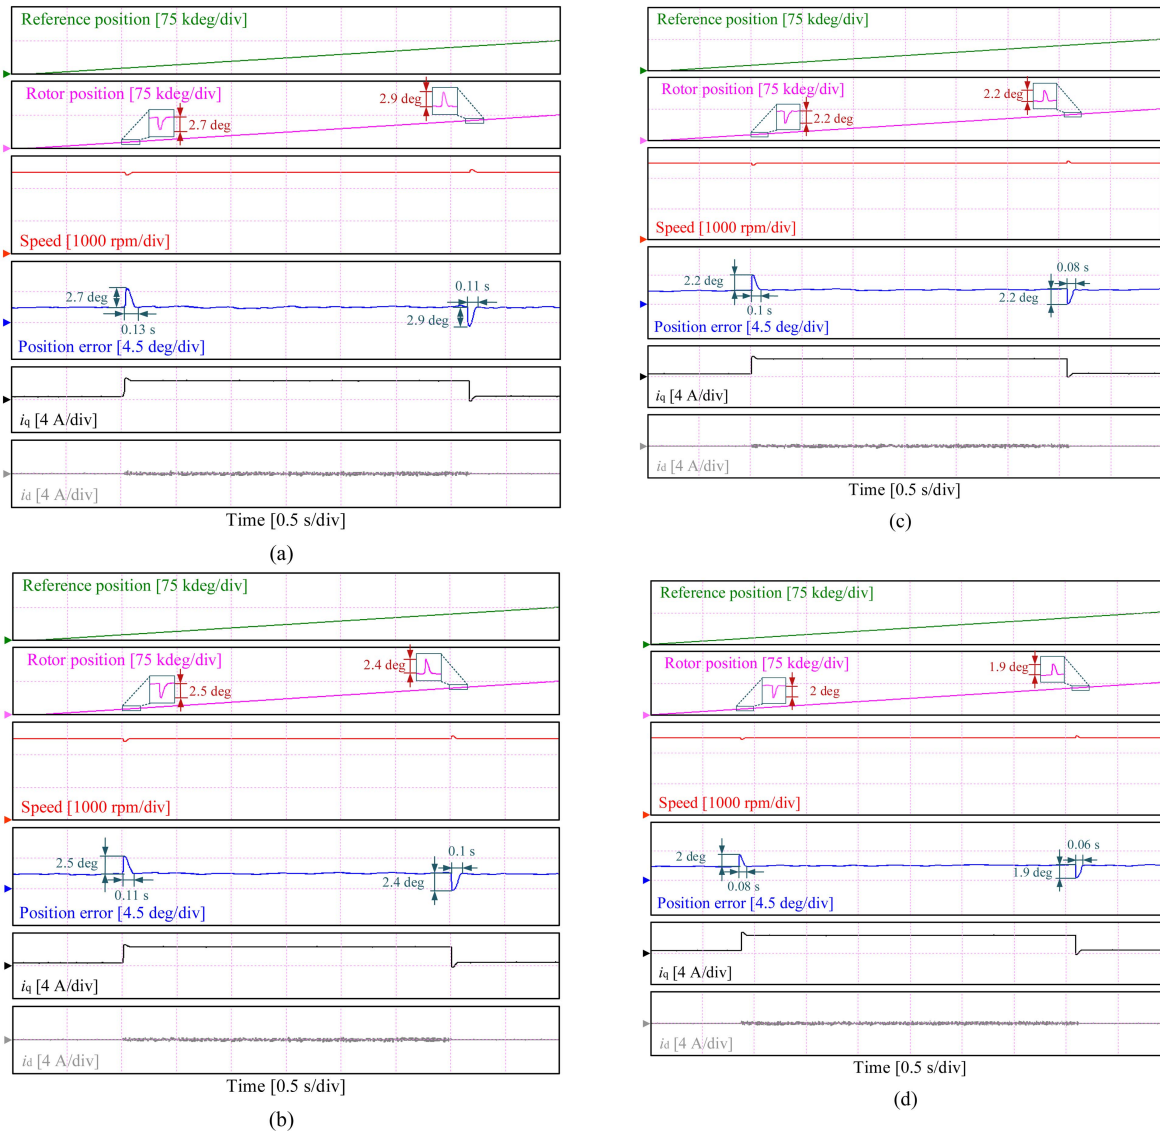 Reference position [75 kdeg/div]
Rotor position [75 kdeg/div]
2.7 deg
2.9 deg
Speed [1000 rpm/div]
2.7 deg
0.13 s
0.11 s
2.9 deg
Position error [4.5 deg/div]
iq [4 A/div]
id [4 A/div]
Time [0.5 s/div]
(a)
Reference position [75 kdeg/div]
Rotor position [75 kdeg/div]
2.5 deg
2.4 deg
Speed [1000 rpm/div]
2.5 deg
0.11 s
0.1 s
2.4 deg
Position error [4.5 deg/div]
iq [4 A/div]
id [4 A/div]
Time [0.5 s/div]
(b)
Reference position [75 kdeg/div]
Rotor position [75 kdeg/div]
2.2 deg
2.2 deg
Speed [1000 rpm/div]
2.2 deg
0.1 s
0.08 s
2.2 deg
Position error [4.5 deg/div]
iq [4 A/div]
id [4 A/div]
Time [0.5 s/div]
(c)
Reference position [75 kdeg/div]
Rotor position [75 kdeg/div]
2 deg
1.9 deg
Speed [1000 rpm/div]
2 deg
0.08 s
0.06 s
1.9 deg
Position error [4.5 deg/div]
iq [4 A/div]
id [4 A/div]
Time [0.5 s/div]
(d)